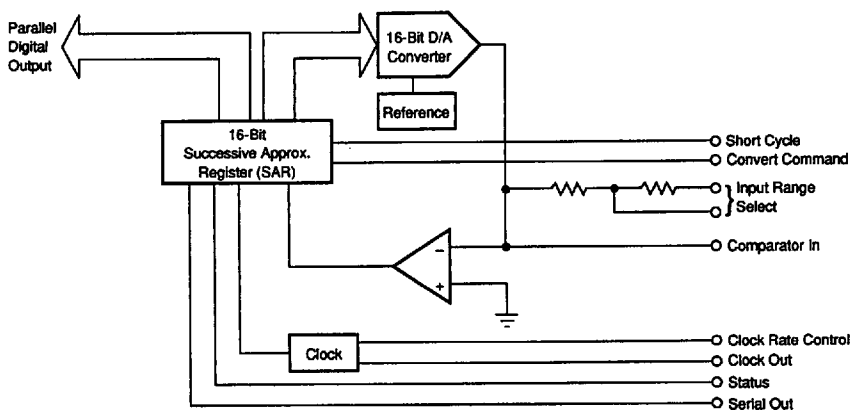 Parallel
Digital
Output
16-Bit D/A
Converter
Reference
16-Bit
Successive Approx.
Register (SAR)
Short Cycle
Convert Command
Input Range
Select
Comparator In
−
+
Clock
Clock Rate Control
Clock Out
Status
Serial Out